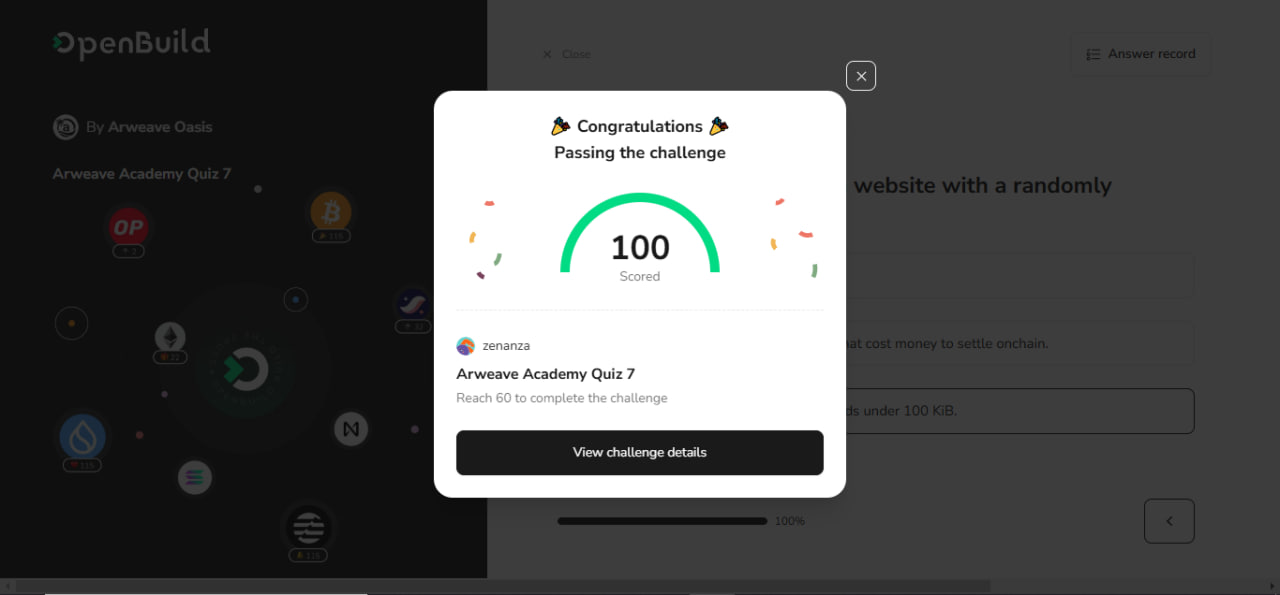 OpenBuild
By Arweave Oasis
Arweave Academy Quiz 7
OP
2
115
22
32
115
115
Close
Answer record
website with a randomly
hat cost money to settle onchain.
ds under 100 KiB.
100%
Congratulations
Passing the challenge
100
Scored
zenanza
Arweave Academy Quiz 7
Reach 60 to complete the challenge
View challenge details